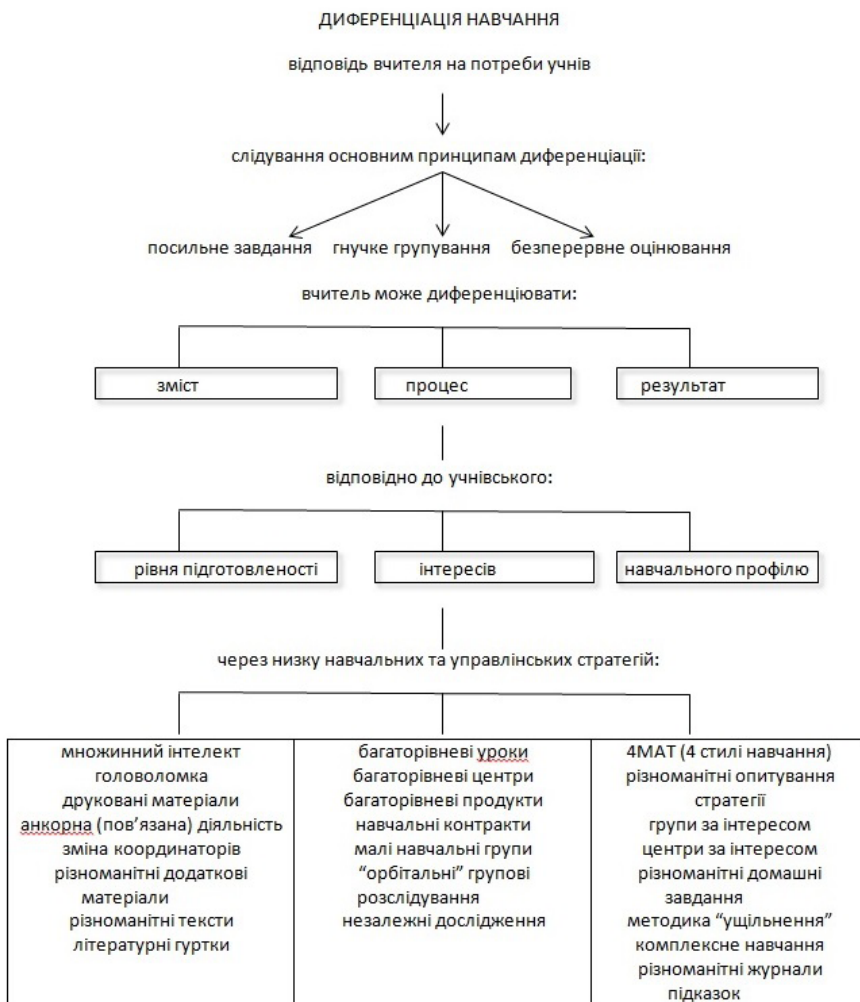 ДИФЕРЕНЦІАЦІЯ НАВЧАННЯ
відповідь вчителя на потреби учнів
слідування основним принципам диференціації:
посильне завдання гнучке групування безперервне оцінювання
вчитель може диференціювати:
зміст процес результат
відповідно до учнівського:
рівня підготовленості інтересів навчального профілю
через низку навчальних та управлінських стратегій:
множинний інтелект
головоломка
друковані матеріали
анкорна (пов’язана) діяльність
зміна координаторів
різноманітні додаткові
матеріали
різноманітні тексти
літературні гуртки
багаторівневі уроки
багаторівневі центри
багаторівневі продукти
навчальні контракти
малі навчальні групи
“орбітальні” групові
розслідування
незалежні дослідження
4МАТ (4 стилі навчання)
різноманітні опитування
стратегії
групи за інтересом
центри за інтересом
різноманітні домашні
завдання
методика “ущільнення”
комплексне навчання
різноманітні журнали
підказок